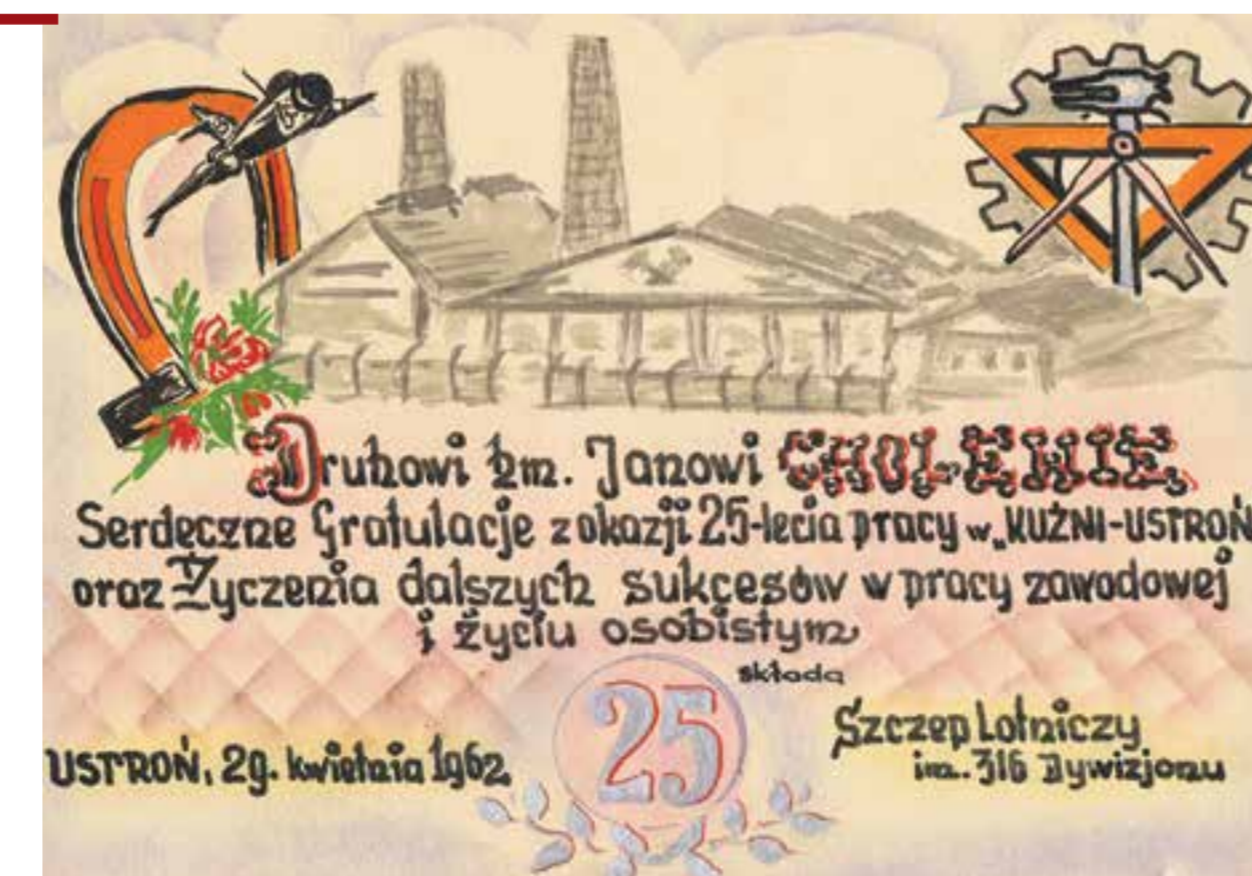 Druhowi hm. Janowi CHOLEWIE
Serdeczne Gratulacje z okazji 25-lecia pracy w „KUŹNI-USTROŃ
oraz Życzenia dalszych sukcesów w pracy zawodowej
i życiu osobistym
składa
Szczep Lotniczy
im. 316 Dywizjonu
USTROŃ, 29. kwietnia 1962
25